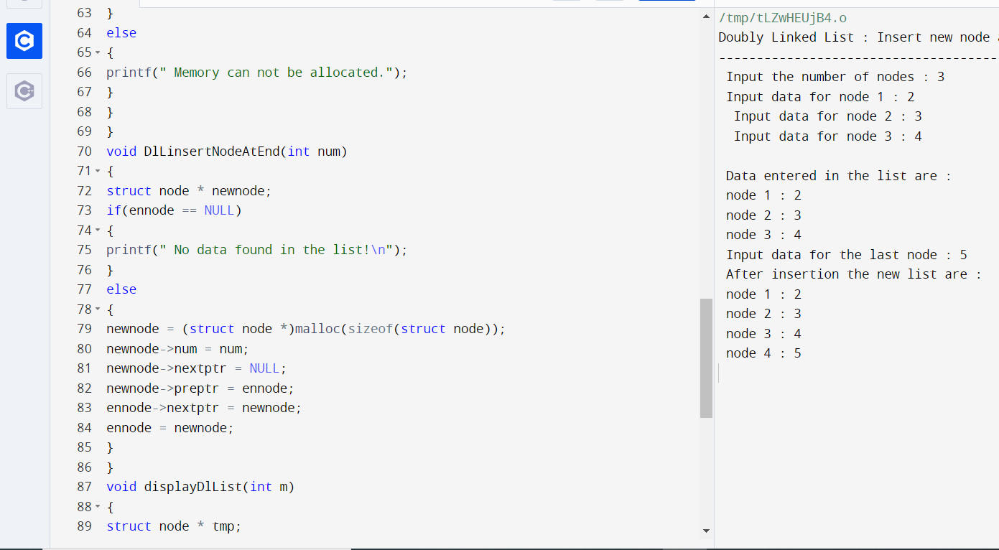 63 }
64 else
65 {
66 printf(" Memory can not be allocated.");
67 }
68 }
69 }
70 void DlLinsertNodeAtEnd(int num)
71 {
72 struct node * newnode;
73 if(ennode == NULL)
74 {
75 printf(" No data found in the list!\n");
76 }
77 else
78 {
79 newnode = (struct node *)malloc(sizeof(struct node));
80 newnode->num = num;
81 newnode->nextptr = NULL;
82 newnode->preptr = ennode;
83 ennode->nextptr = newnode;
84 ennode = newnode;
85 }
86 }
87 void displayDlList(int m)
88 {
89 struct node * tmp;
/tmp/tLZwHEUjB4.o
Doubly Linked List : Insert new node
-------------------------------------
Input the number of nodes : 3
Input data for node 1 : 2
Input data for node 2 : 3
Input data for node 3 : 4
Data entered in the list are :
node 1 : 2
node 2 : 3
node 3 : 4
Input data for the last node : 5
After insertion the new list are :
node 1 : 2
node 2 : 3
node 3 : 4
node 4 : 5